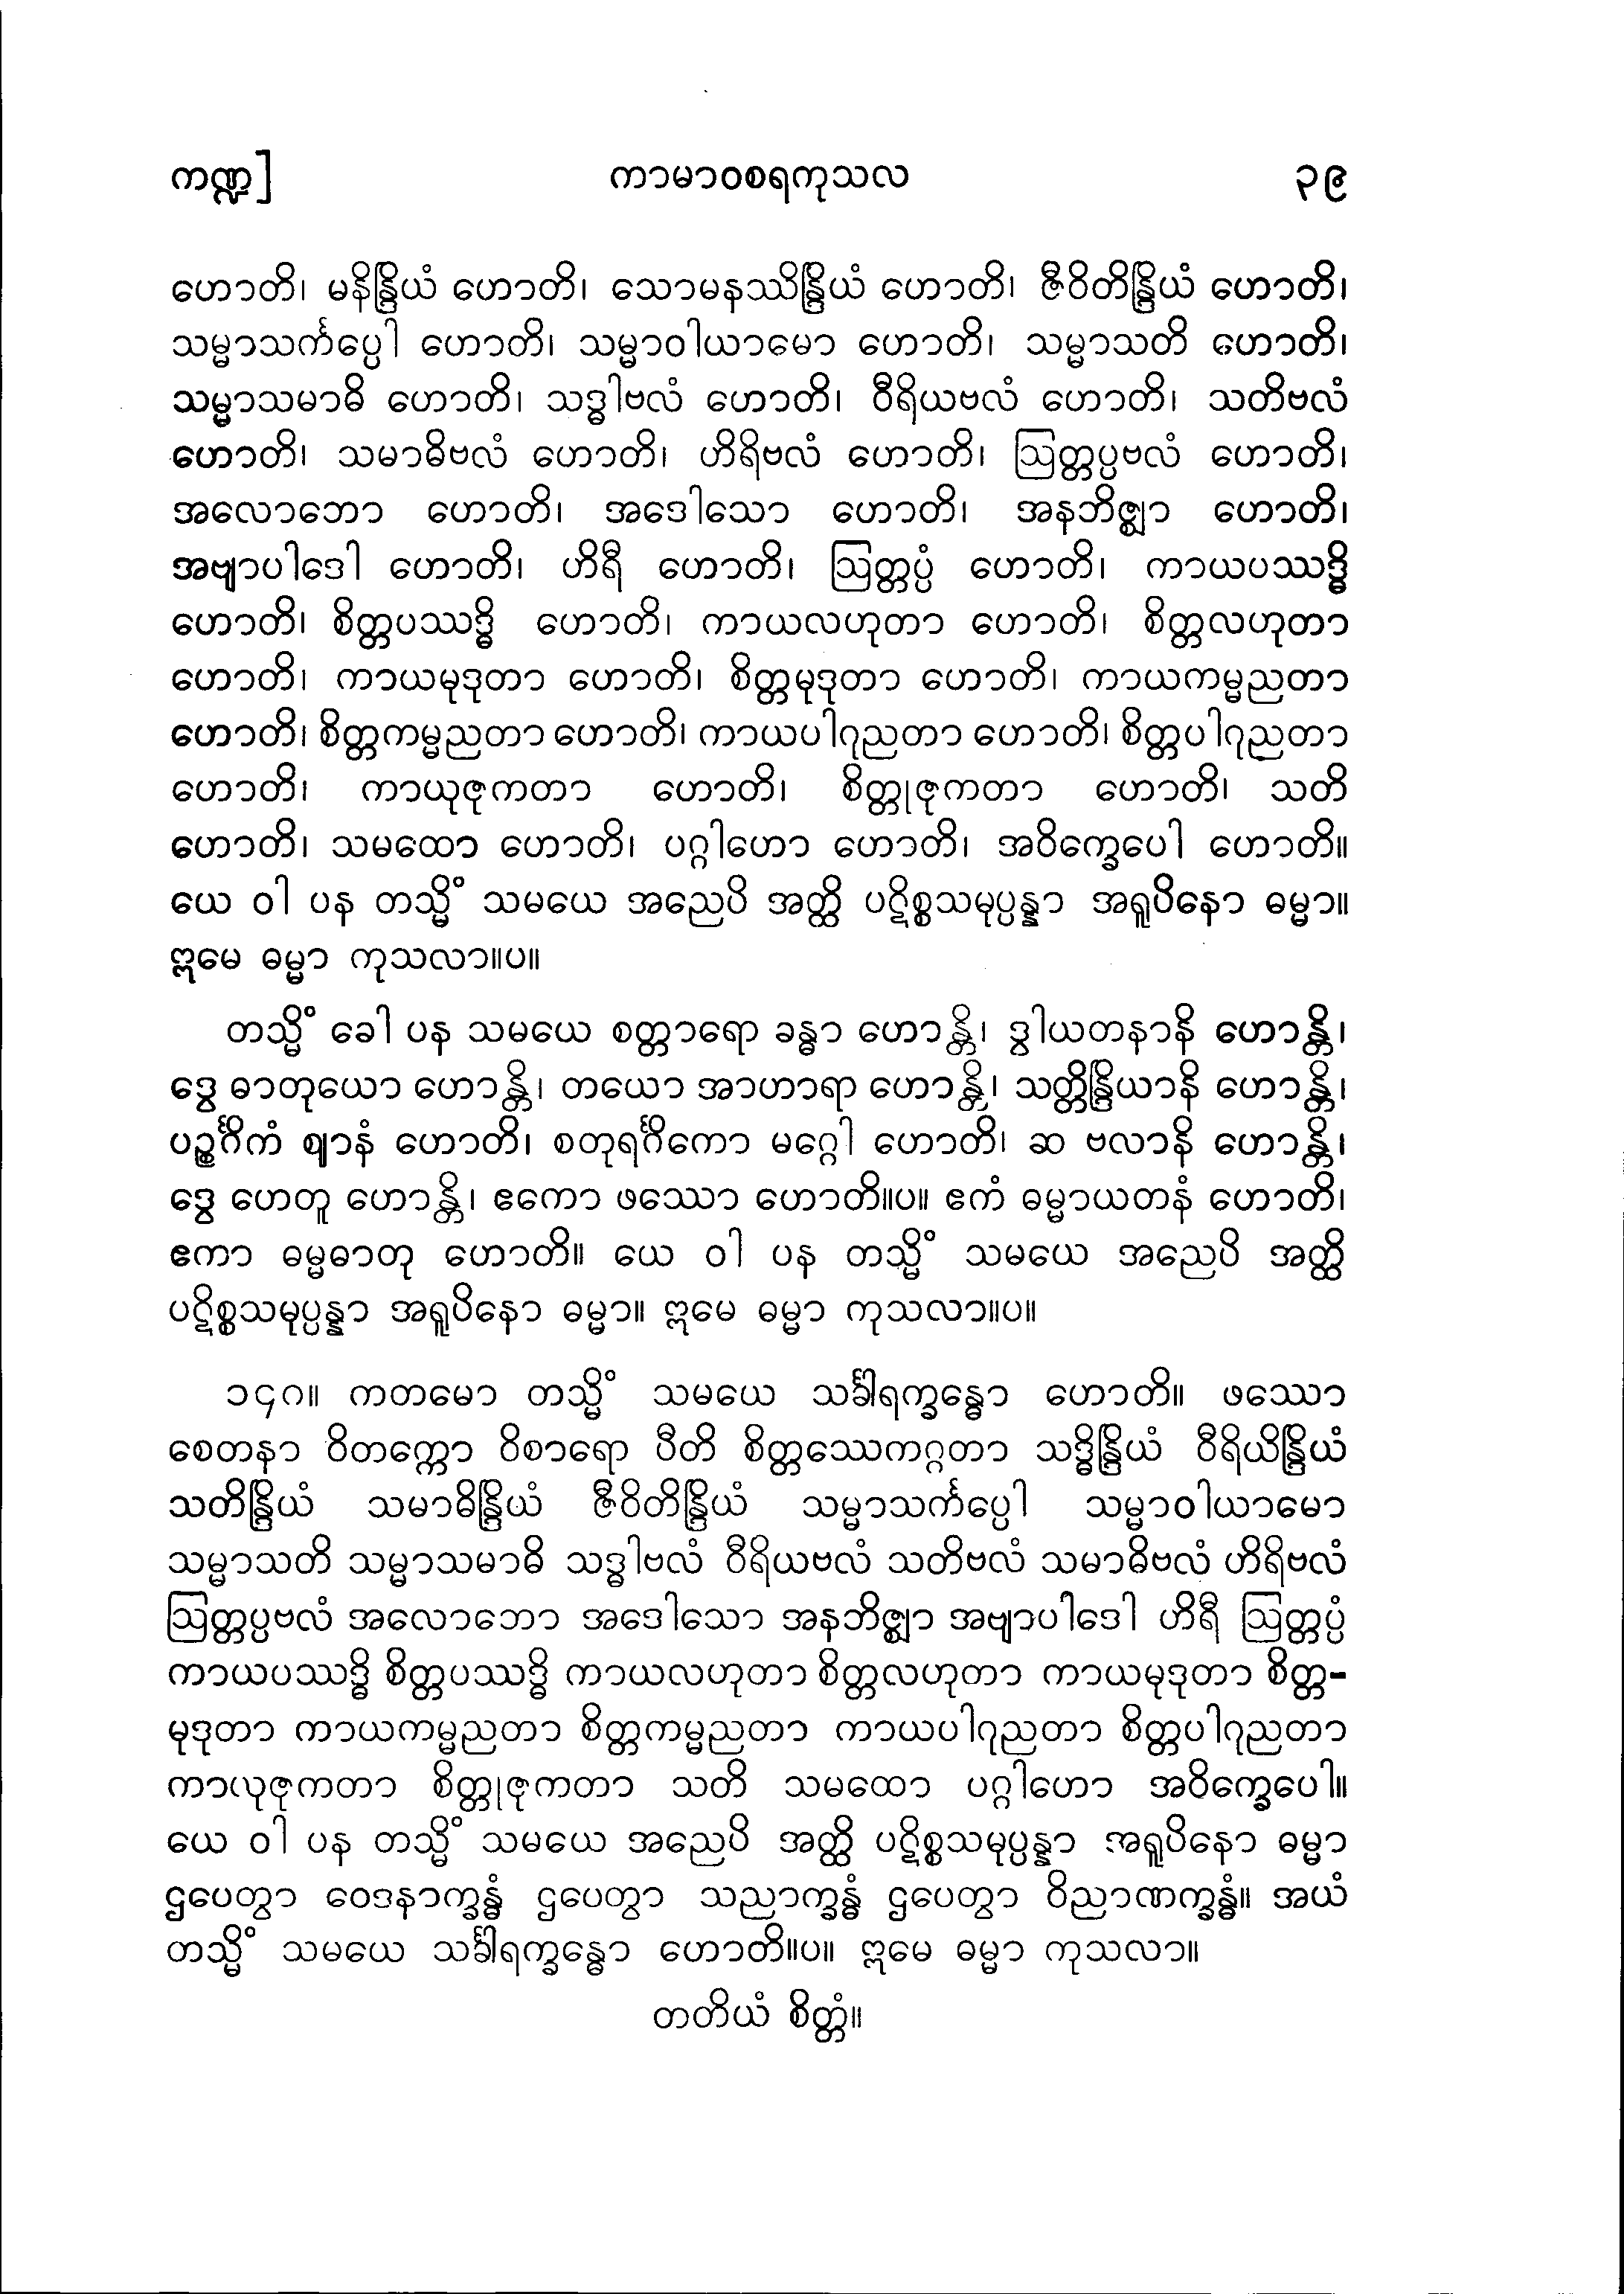 ကဏ္ဍ] ကာမာဝစရကုသလ ၃၉
ဟောတိ၊ မနိန္ဒြိယံ ဟောတိ၊ သောမနဿိန္ဒြိယံ ဟောတိ၊ ဇီဝိတိန္ဒြိယံ ဟောတိ၊
သမ္မာသင်္ကပ္ပေါ ဟောတိ၊ သမ္မာဝါယာမော ဟောတိ၊ သမ္မာသတိ ဟောတိ၊
သမ္မာသမာဓိ ဟောတိ၊ သဒ္ဓါဗလံ ဟောတိ၊ ဝီရိယဗလံ ဟောတိ၊ သတိဗလံ
ဟောတိ၊ သမာဓိဗလံ ဟောတိ၊ ဟိရိဗလံ ဟောတိ၊ ဩတ္တပ္ပဗလံ ဟောတိ၊
အလောဘော ဟောတိ၊ အဒေါသော ဟောတိ၊ အနဘိဇ္ဈာ ဟောတိ၊
အဗျာပါဒေါ ဟောတိ၊ ဟိရီ ဟောတိ၊ ဩတ္တပ္ပံ ဟောတိ၊ ကာယပဿဒ္ဓိ
ဟောတိ၊ စိတ္တပဿဒ္ဓိ ဟောတိ၊ ကာယလဟုတာ ဟောတိ၊ စိတ္တလဟုတာ
ဟောတိ၊ ကာယမုဒုတာ ဟောတိ၊ စိတ္တမုဒုတာ ဟောတိ၊ ကာယကမ္မညတာ
ဟောတိ၊ စိတ္တကမ္မညတာ ဟောတိ၊ ကာယပါဂုညတာ ဟောတိ၊ စိတ္တပါဂုညတာ
ဟောတိ၊ ကာယုဇုကတာ ဟောတိ၊ စိတ္တုဇုကတာ ဟောတိ၊ သတိ
ဟောတိ၊ သမထော ဟောတိ၊ ပဂ္ဂါဟော ဟောတိ၊ အဝိက္ခေပေါ ဟောတိ။
ယေ ဝါ ပန တသ္မိံ သမယေ အညေပိ အတ္ထိ ပဋိစ္စသမုပ္ပန္နာ အရူပိနော ဓမ္မာ။
ဣမေ ဓမ္မာ ကုသလာ။ပ။
တသ္မိံ ခေါ ပန သမယေ စတ္တာရော ခန္ဓာ ဟောန္တိ၊ ဒွါယတနာနိ ဟောန္တိ၊
ဒွေ ဓာတုယော ဟောန္တိ၊ တယော အာဟာရာ ဟောန္တိ၊ သတ္တိန္ဒြိယာနိ ဟောန္တိ၊
ပဉ္စင်္ဂိကံ ဈာနံ ဟောတိ၊ စတုရင်္ဂိကော မဂ္ဂေါ ဟောတိ၊ ဆ ဗလာနိ ဟောန္တိ၊
ဒွေ ဟေတူ ဟောန္တိ၊ ဧကော ဖဿော ဟောတိ။ပ။ ဧကံ ဓမ္မာယတနံ ဟောတိ၊
ဧကာ ဓမ္မဓာတု ဟောတိ။ ယေ ဝါ ပန တသ္မိံ သမယေ အညေပိ အတ္ထိ
ပဋိစ္စသမုပ္ပန္နာ အရူပိနော ဓမ္မာ။ ဣမေ ဓမ္မာ ကုသလာ။ပ။
၁၄ဂ။ ကတမော တသ္မိံ သမယေ သင်္ခါရက္ခန္ဓော ဟောတိ။ ဖဿော
စေတနာ ဝိတက္ကော ဝိစာရော ပီတိ စိတ္တဿေကဂ္ဂတာ သဒ္ဓိန္ဒြိယံ ဝီရိယိန္ဒြိယံ
သတိန္ဒြိယံ သမာဓိန္ဒြိယံ ဇီဝိတိန္ဒြိယံ သမ္မာသင်္ကပ္ပေါ သမ္မာဝါယာမော
သမ္မာသတိ သမ္မာသမာဓိ သဒ္ဓါဗလံ ဝီရိယဗလံ သတိဗလံ သမာဓိဗလံ ဟိရိဗလံ
ဩတ္တပ္ပဗလံ အလောဘော အဒေါသော အနဘိဇ္ဈာ အဗျာပါဒေါ ဟိရီ ဩတ္တပ္ပံ
ကာယပဿဒ္ဓိ စိတ္တပဿဒ္ဓိ ကာယလဟုတာ စိတ္တလဟုတာ ကာယမုဒုတာ စိတ္တ-
မုဒုတာ ကာယကမ္မညတာ စိတ္တကမ္မညတာ ကာယပါဂုညတာ စိတ္တပါဂုညတာ
ကာယုဇုကတာ စိတ္တုဇုကတာ သတိ သမထော ပဂ္ဂါဟော အဝိက္ခေပေါ။
ယေ ဝါ ပန တသ္မိံ သမယေ အညေပိ အတ္ထိ ပဋိစ္စသမုပ္ပန္နာ အရူပိနော ဓမ္မာ
ဌပေတွာ ဝေဒနာက္ခန္ဓံ ဌပေတွာ သညာက္ခန္ဓံ ဌပေတွာ ဝိညာဏက္ခန္ဓံ။ အယံ
တသ္မိံ သမယေ သင်္ခါရက္ခန္ဓော ဟောတိ။ပ။ ဣမေ ဓမ္မာ ကုသလာ။
တတိယံ စိတ္တံ။